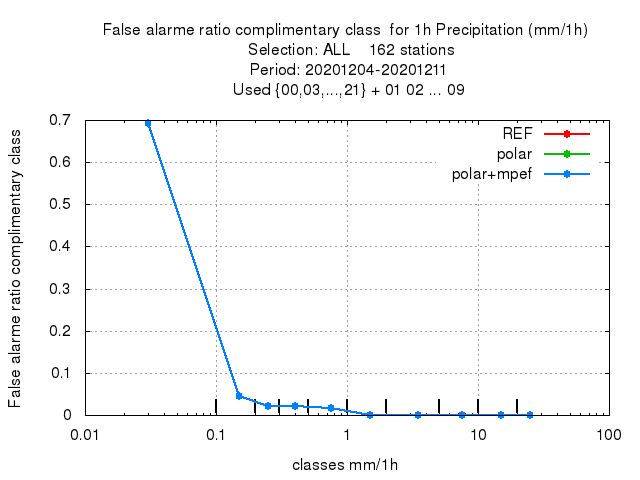 False alarme ratio complimentary class  for 1h Precipitation (mm/1h)
Selection: ALL    162 stations
Period: 20201204-20201211
Used {00,03,...,21} + 01 02 ... 09
REF
polar
polar+mpef
False alarme ratio complimentary class
0.7
0.6
0.5
0.4
0.3
0.2
0.1
0
0.01
0.1
1
10
100
classes mm/1h